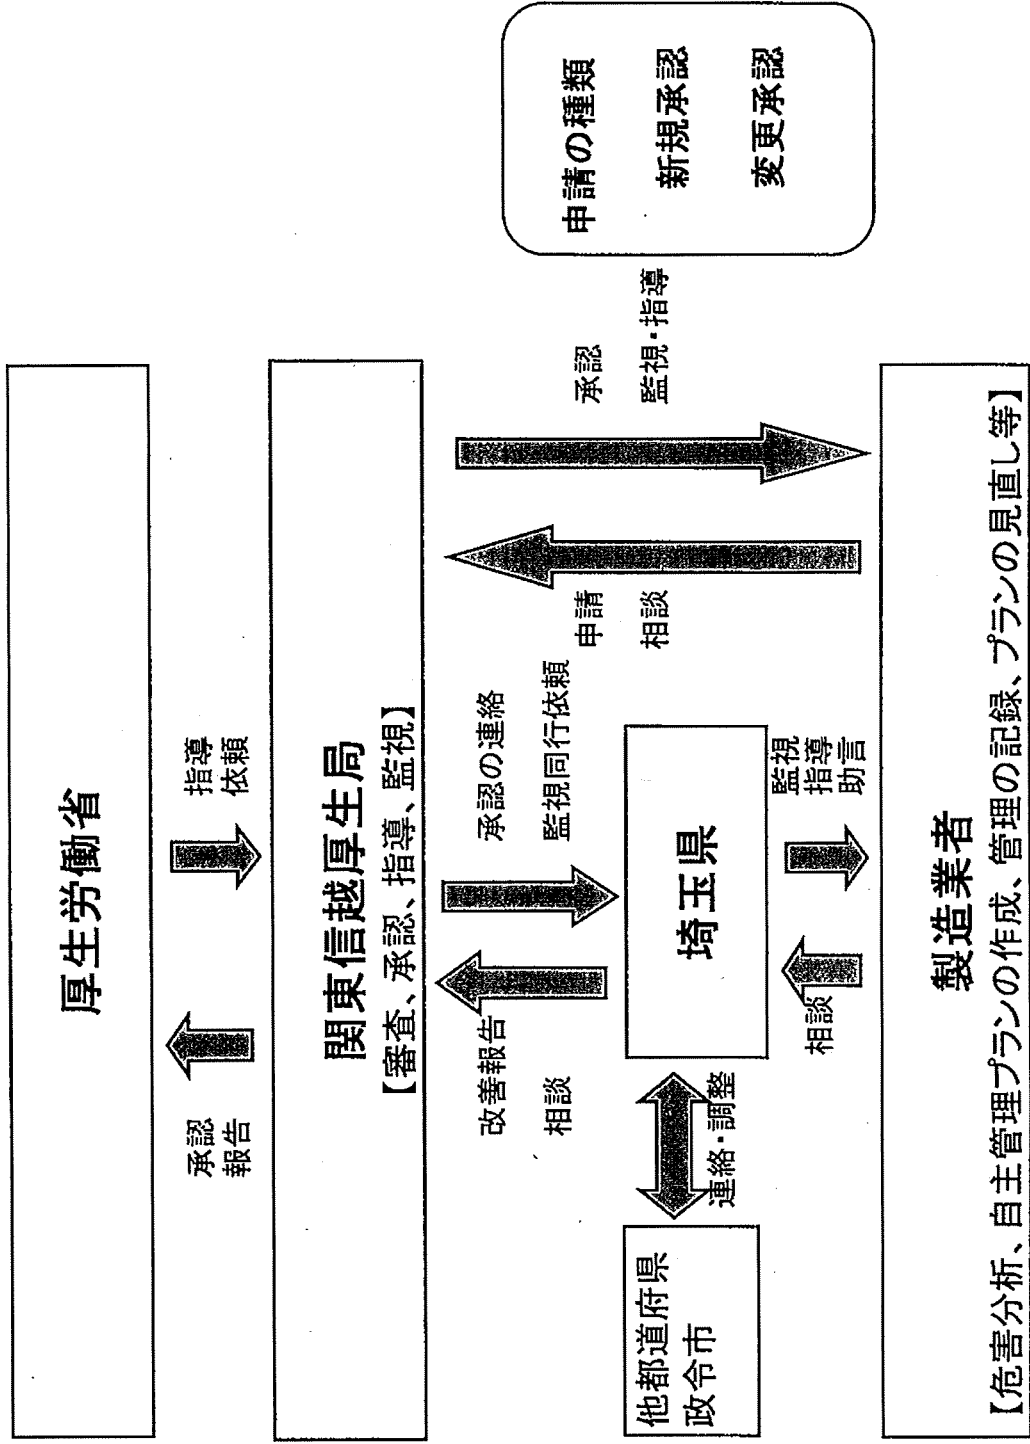 厚生労働省
承認
報告
指導
依頼
関東信越厚生局
【審査、承認、指導、監視】
改善報告
相談
承認の連絡
監視同行依頼
申請
相談
承認
監視・指導
申請の種類
新規承認
変更承認
他都道府県
政令市
連絡・調整
埼玉県
相談
監視
指導
助言
製造業者
【危害分析、自主管理プランの作成、管理の記録、プランの見直し等】